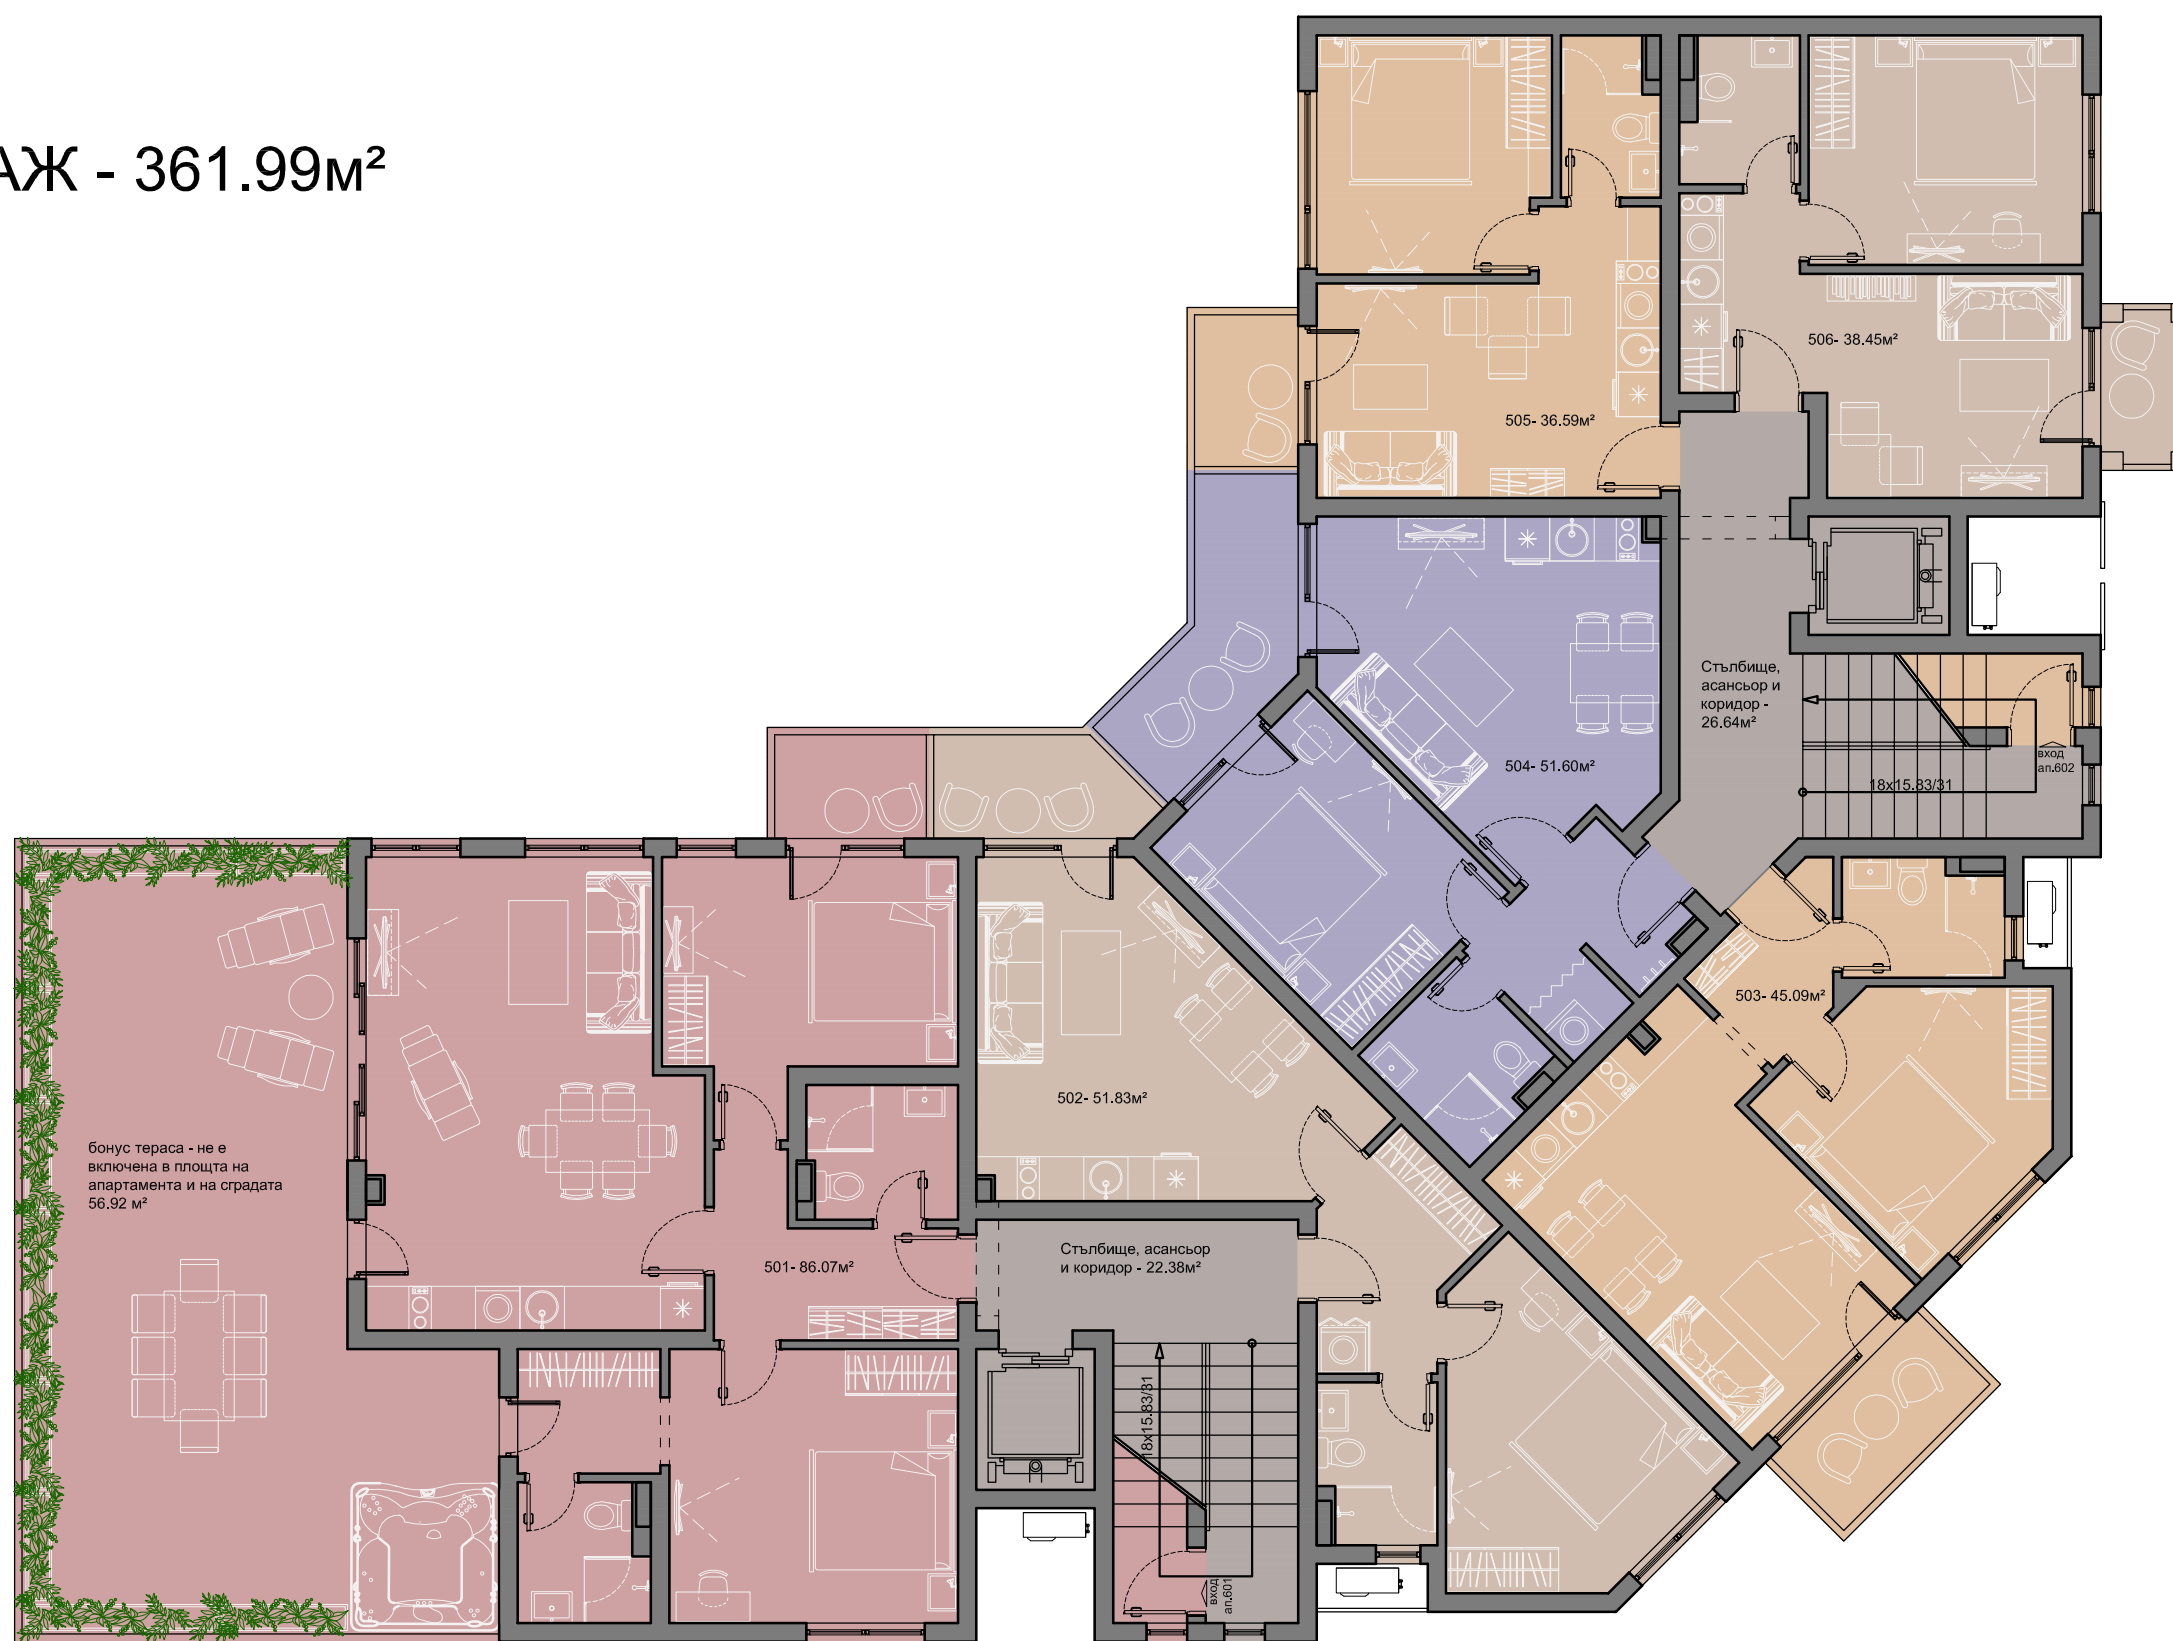 АЖ - 361.99м²
506- 38.45м²
505- 36.59м²
Стълбище,
асансьор и
коридор -
26.64м²
504- 51.60м²
вход
ап.602
18x15.83/31
503- 45.09м²
502- 51.83м²
бонус тераса - не е
включена в площта на
апартамента и на сградата
56.92 м²
Стълбище, асансьор
и коридор - 22.38м²
501- 86.07м²
18x15.83/31
вход
ап.601